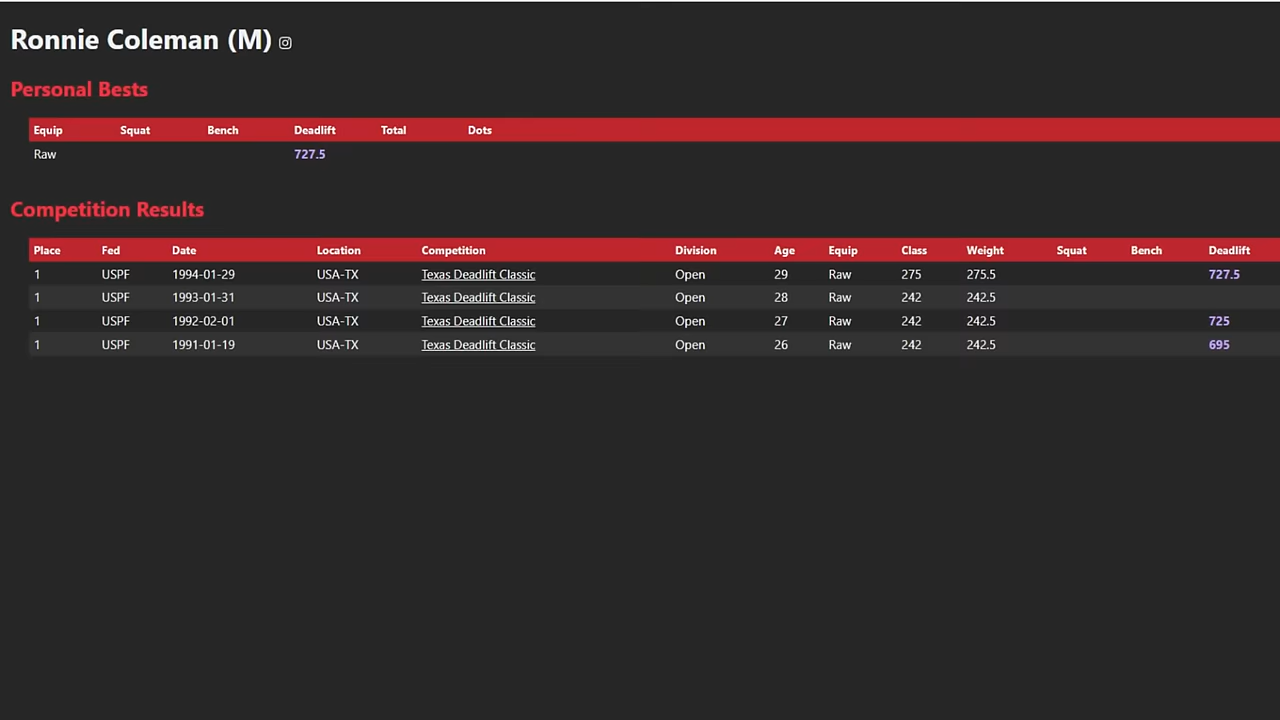 Ronnie Coleman (M)
Personal Bests
Equip Squat Bench Deadlift Total Dots
Raw 727.5
Competition Results
Place Fed Date Location Competition Division Age Equip Class Weight Squat Bench Deadlift
1 USPF 1994-01-29 USA-TX Texas Deadlift Classic Open 29 Raw 275 275.5 727.5
1 USPF 1993-01-31 USA-TX Texas Deadlift Classic Open 28 Raw 242 242.5
1 USPF 1992-02-01 USA-TX Texas Deadlift Classic Open 27 Raw 242 242.5 725
1 USPF 1991-01-19 USA-TX Texas Deadlift Classic Open 26 Raw 242 242.5 695